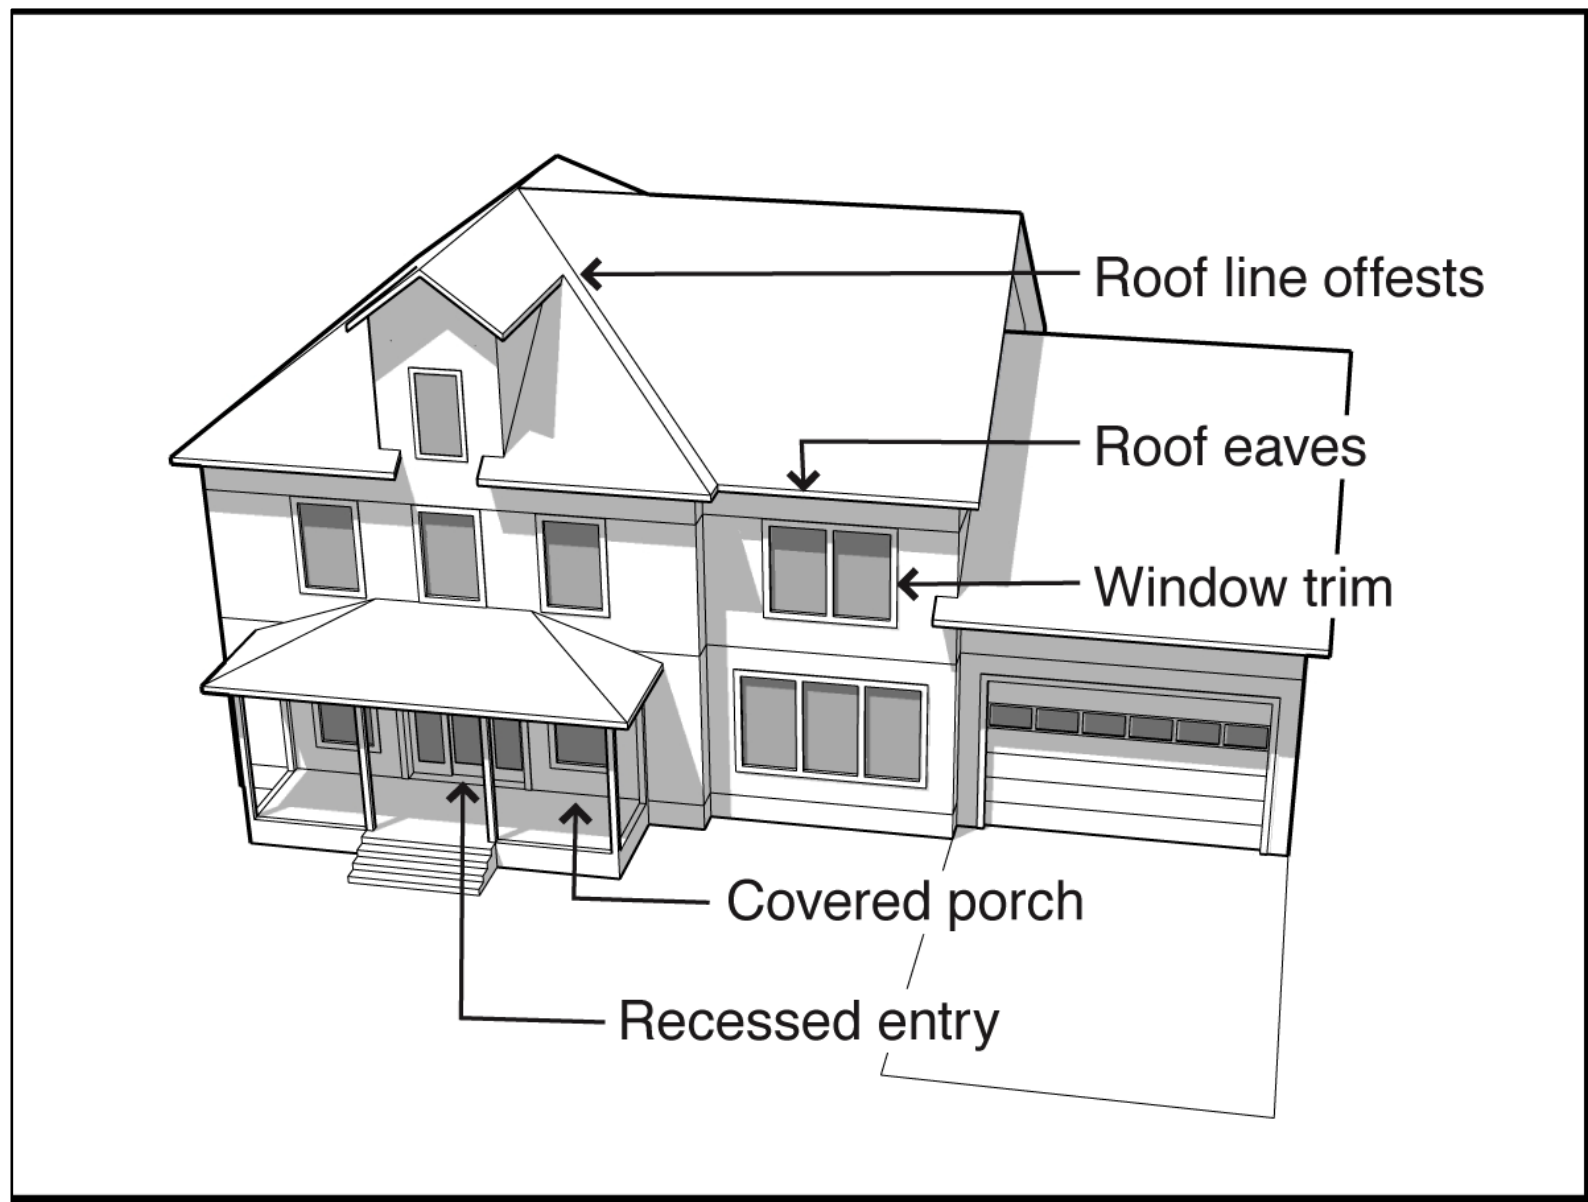 Roof line offests
Roof eaves
Window trim
Covered porch
Recessed entry